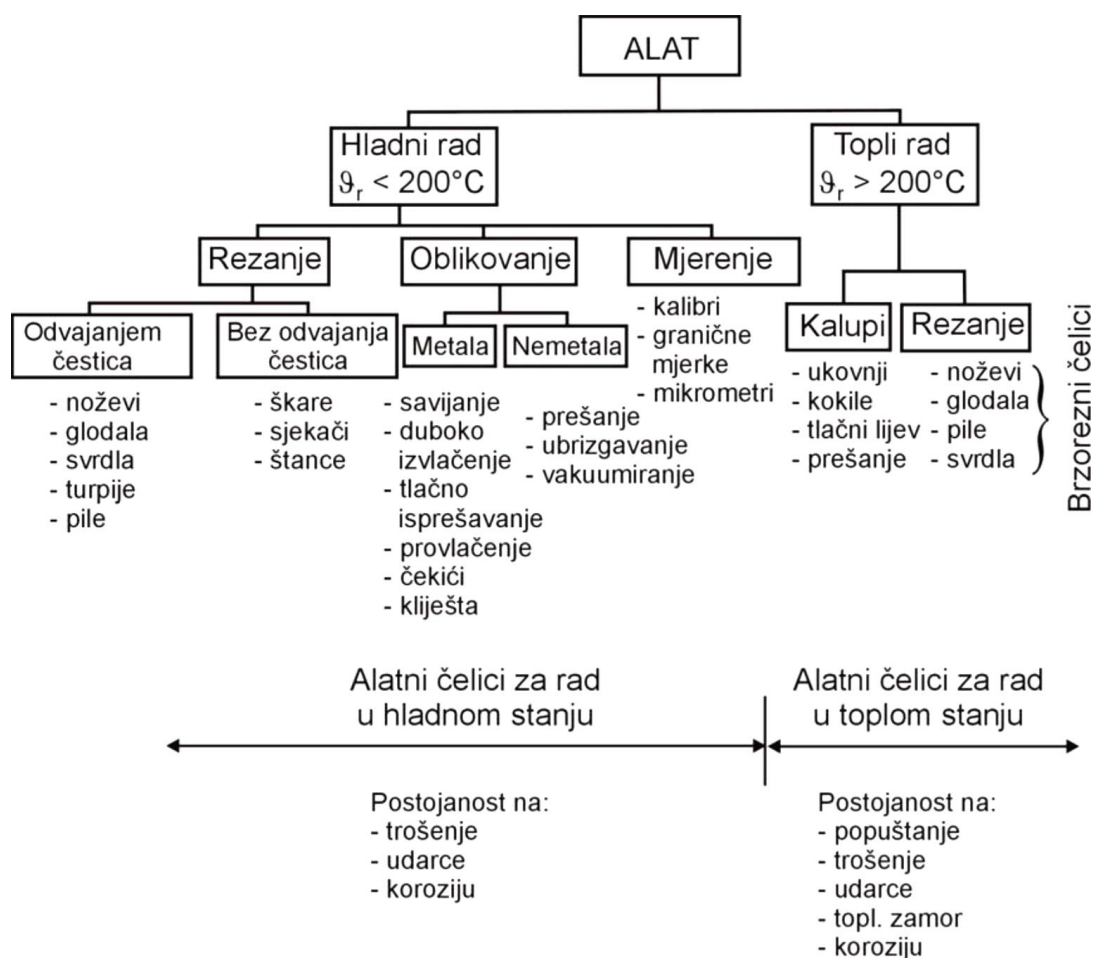 ALAT
Hladni rad
ϑr < 200°C
Topli rad
ϑr > 200°C
Rezanje
Oblikovanje
Mjerenje
Odvajanjem
čestica
- noževi
- glodala
- svrdla
- turpije
- pile
Bez odvajanja
čestica
- škare
- sjekači
- štance
Metala
- savijanje
- duboko
izvlačenje
- tlačno
isprešavanje
- provlačenje
- čekići
- kliješta
Nemetala
- prešanje
- ubrizgavanje
- vakuumiranje
- kalibri
- granične
mjerke
- mikrometri
Kalupi
- ukovnji
- kokile
- tlačni lijev
- prešanje
Rezanje
- noževi
- glodala
- pile
- svrdla
Brzorezni čelici
Alatni čelici za rad
u hladnom stanju
Alatni čelici za rad
u toplom stanju
Postojanost na:
- trošenje
- udarce
- koroziju
Postojanost na:
- popuštanje
- trošenje
- udarce
- topl. zamor
- koroziju